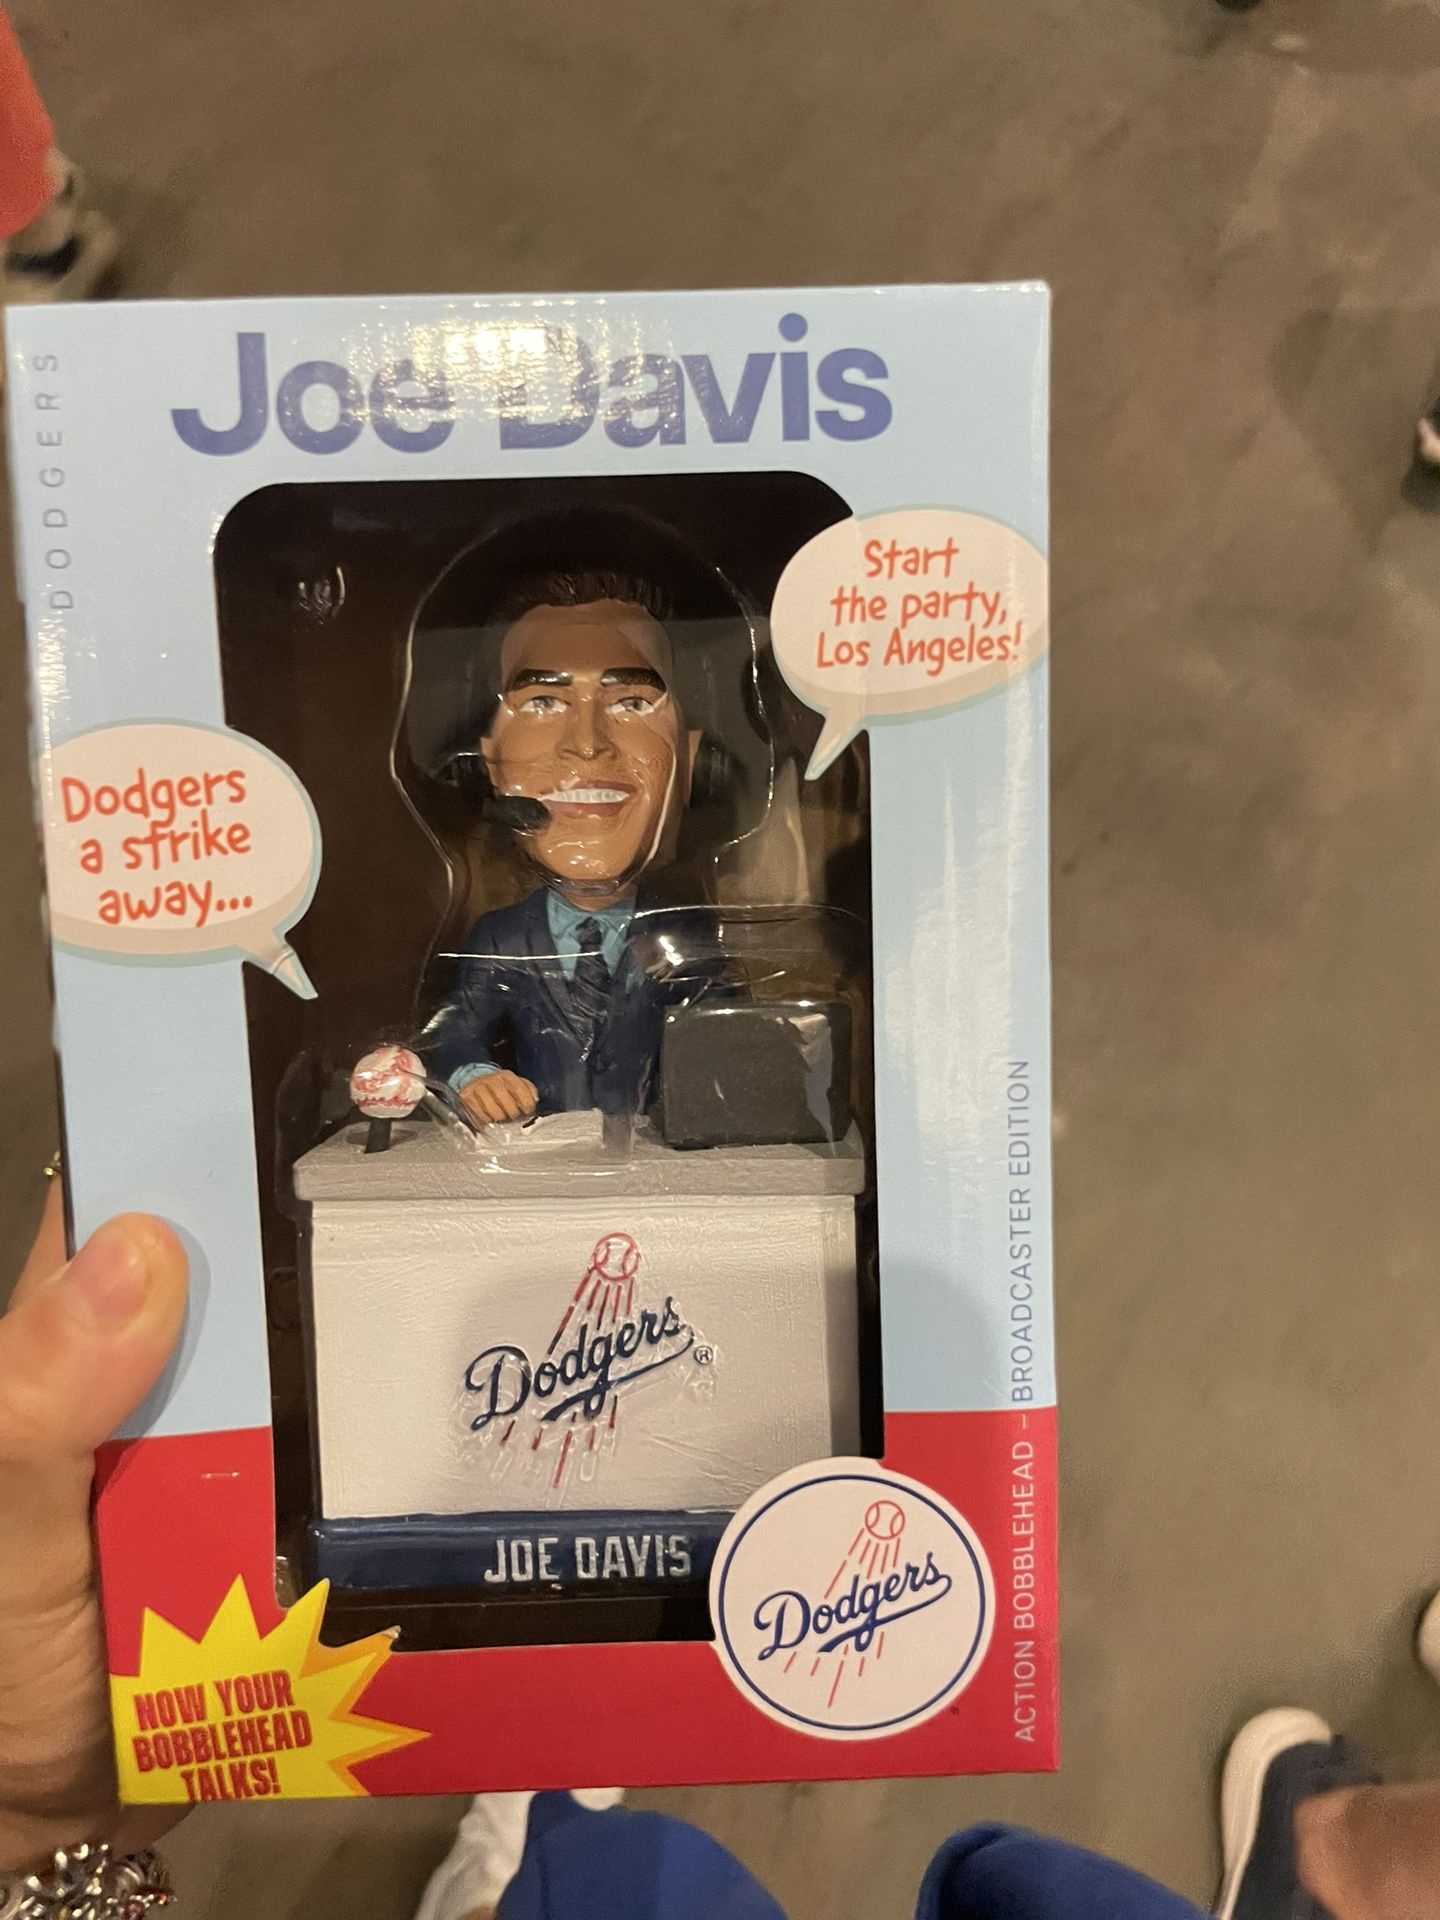 Joe Davis
DODGERS
Start
the party,
Los Angeles!
Dodgers
a strike
away...
Dodgers
®
JOE DAVIS
Dodgers
NOW YOUR
BOBBLEHEAD
TALKS!
ACTION BOBBLEHEAD – BROADCASTER EDITION